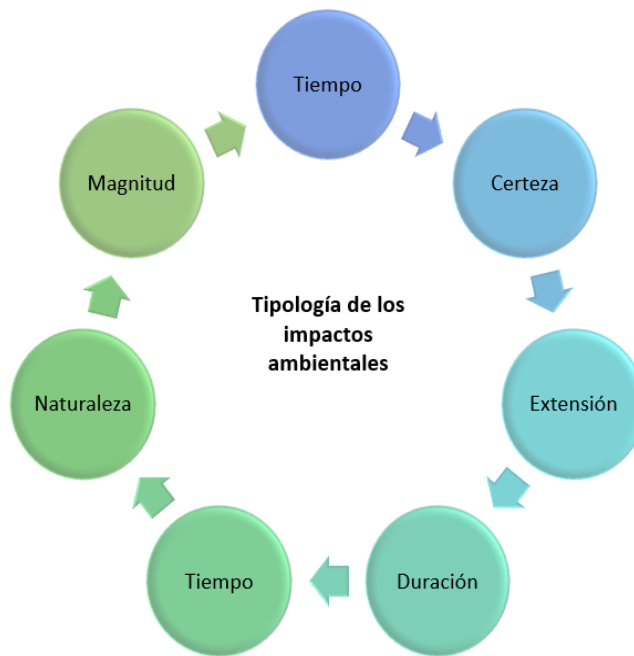 Tiempo
Certeza
Extensión
Duración
Tiempo
Naturaleza
Magnitud
Tipología de los
impactos
ambientales